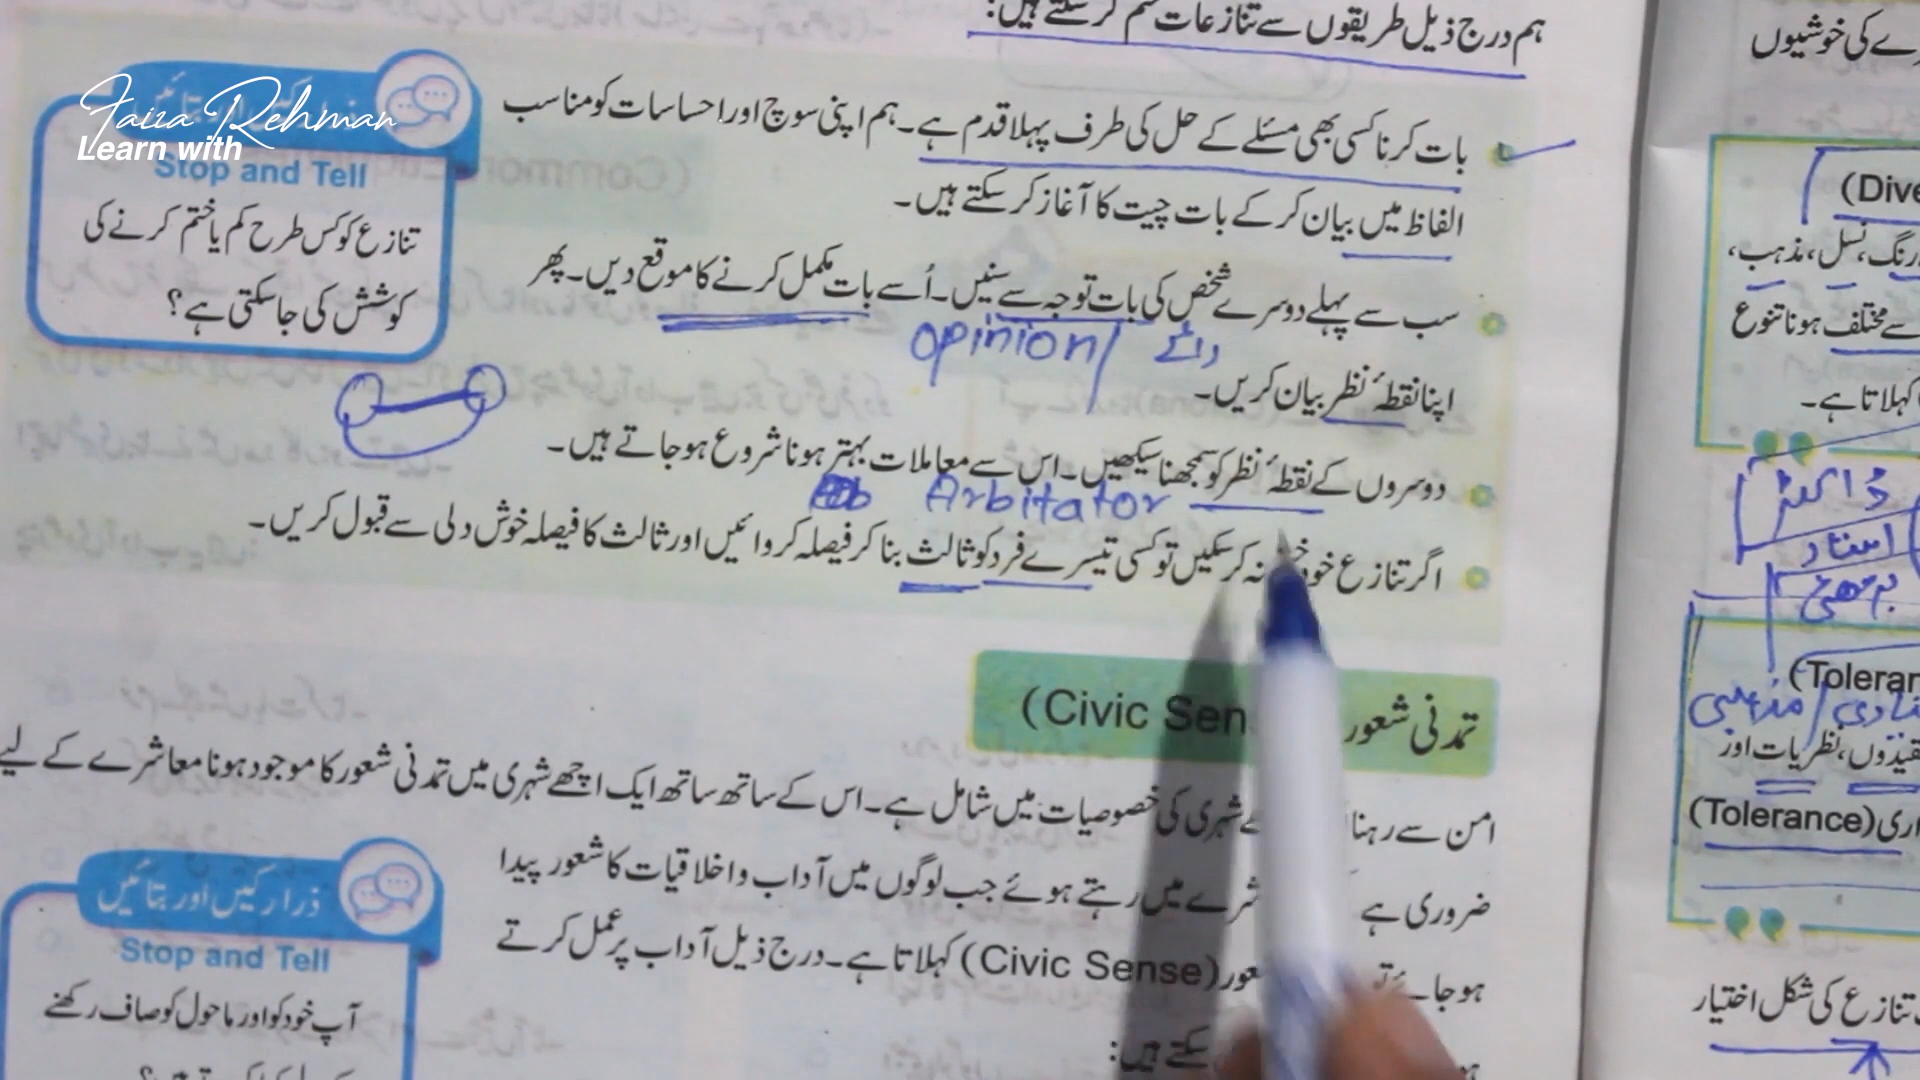 ہم درج ذیل طریقوں سے تنازعات ختم کر سکتے ہیں:
بات کرنا کسی بھی مسئلے کے حل کی طرف پہلا قدم ہے۔ ہم اپنی سوچ اور احساسات کو مناسب
الفاظ میں بیان کر کے بات چیت کا آغاز کر سکتے ہیں۔
سب سے پہلے دوسرے شخص کی بات توجہ سے سنیں۔ اُسے بات مکمل کرنے کا موقع دیں۔ پھر
opinion/ رائے
اپنا نقطۂ نظر بیان کریں۔
دوسروں کے نقطۂ نظر کو سمجھنا سیکھیں۔ اس سے معاملات بہتر ہونا شروع ہو جاتے ہیں۔
Arbitator
اگر تنازع خود نہ کر سکیں تو کسی تیسرے فرد کو ثالث بنا کر فیصلہ کروائیں اور ثالث کا فیصلہ خوش دلی سے قبول کریں۔
Faiza Rehman
Learn with
Stop and Tell
تنازع کو کس طرح کم یا ختم کرنے کی
کوشش کی جا سکتی ہے؟
تمدنی شعور (Civic Sen
امن سے رہنا شہری کی خصوصیات میں شامل ہے۔ اس کے ساتھ ساتھ ایک اچھے شہری میں تمدنی شعور کا موجود ہونا معاشرے کے لیے
ضروری ہے میں رہتے ہوئے جب لوگوں میں آداب و اخلاقیات کا شعور پیدا
ہو جائے (Civic Sense) کہلاتا ہے۔ درج ذیل آداب پر عمل کرتے
سکتے ہیں:
ذرا رکیں اور بتائیں
Stop and Tell
آپ خود کو اور ماحول کو صاف رکھنے
کی خوشیوں
(Dive
رنگ، نسل، مذہب،
سے مختلف ہونا تنوع
کہلاتا ہے۔
ڈاکٹر
استاد
بڑھئی
(Toleran
مذہبی
نظریات اور
(Tolerance)
تنازع کی شکل اختیار